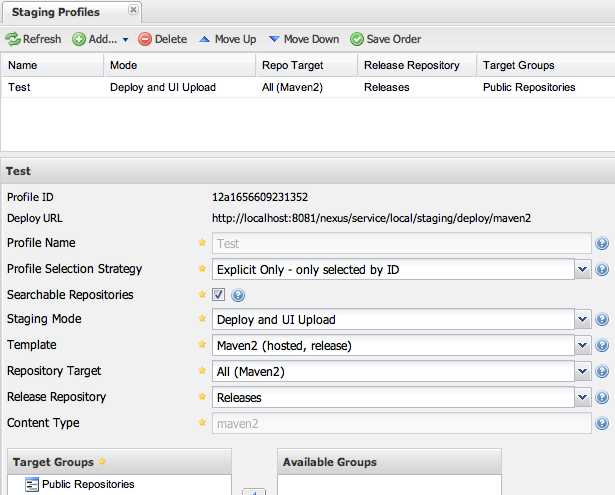 Staging Profiles
Refresh Add... Delete Move Up Move Down Save Order
Name Mode Repo Target Release Repository Target Groups
Test Deploy and UI Upload All (Maven2) Releases Public Repositories
Test
Profile ID 12a1656609231352
Deploy URL http://localhost:8081/nexus/service/local/staging/deploy/maven2
Profile Name Test
Profile Selection Strategy Explicit Only - only selected by ID
Searchable Repositories
Staging Mode Deploy and UI Upload
Template Maven2 (hosted, release)
Repository Target All (Maven2)
Release Repository Releases
Content Type maven2
Target Groups Available Groups
Public Repositories